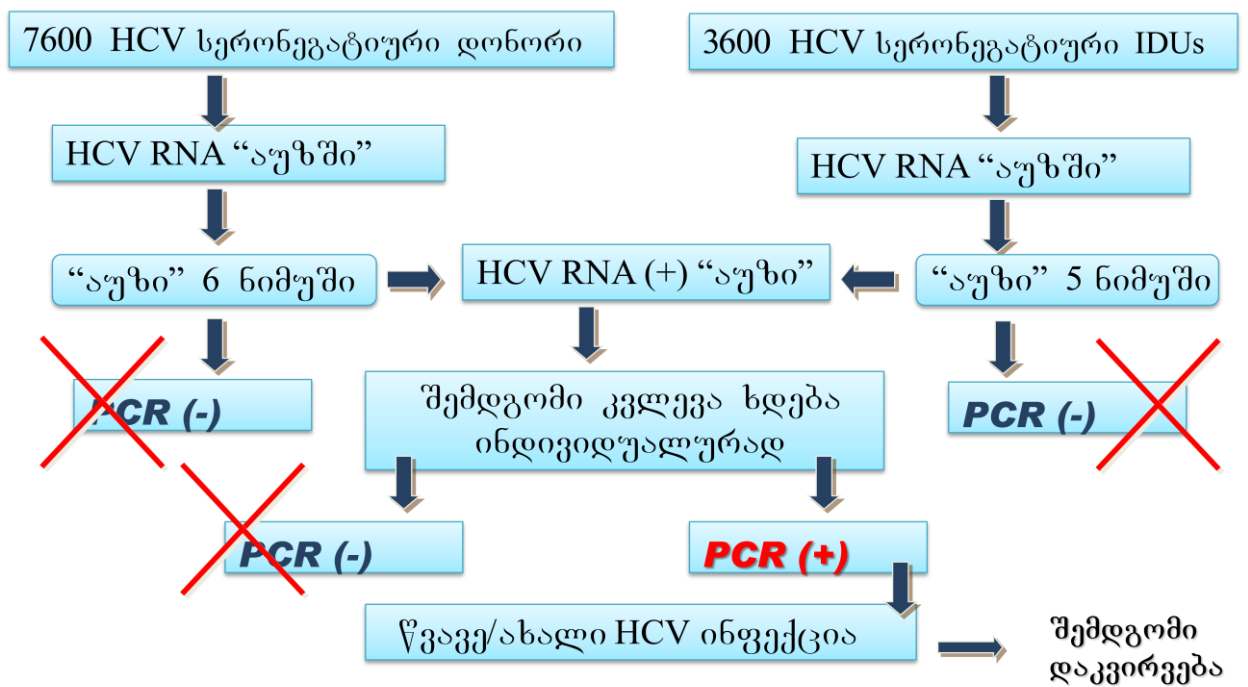 7600 HCV სერონეგატიური დონორი
3600 HCV სერონეგატიური IDUs
HCV RNA “აუზში”
HCV RNA “აუზში”
“აუზი” 6 ნიმუში
HCV RNA (+) “აუზი”
“აუზი” 5 ნიმუში
PCR (-)
შემდგომი კვლევა ხდება
ინდივიდუალურად
PCR (-)
PCR (-)
PCR (+)
წვავე/ახალი HCV ინფექცია
შემდგომი
დაკვირვება